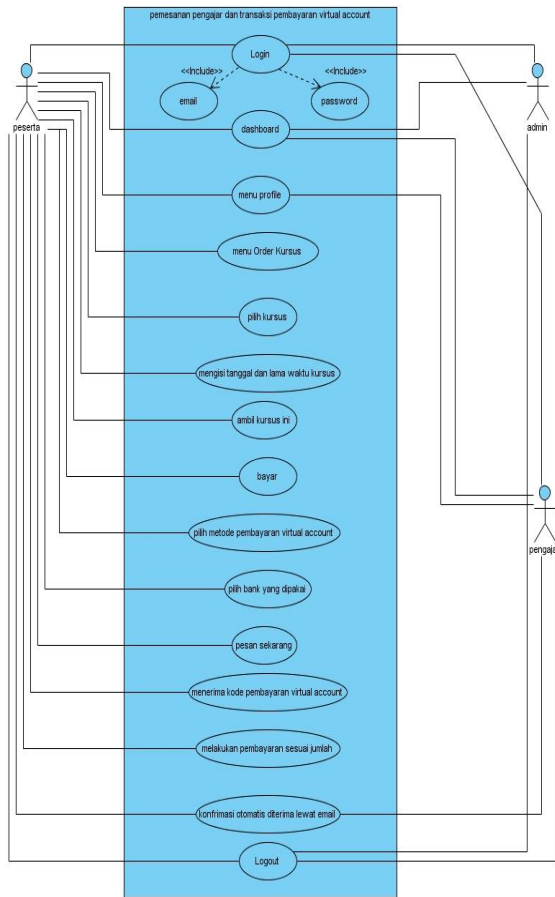 pemesanan pengajar dan transaksi pembayaran virtual account
Login
<<Include>>
<<Include>>
email
password
peserta
admin
dashboard
menu profile
menu Order Kursus
pilih kursus
mengisi tanggal dan lama waktu kursus
ambil kursus ini
bayar
pilih metode pembayaran virtual account
pengajar
pilih bank yang dipakai
pesan sekarang
menerima kode pembayaran virtual account
melakukan pembayaran sesuai jumlah
konfrimasi otomatis diterima lewat email
Logout